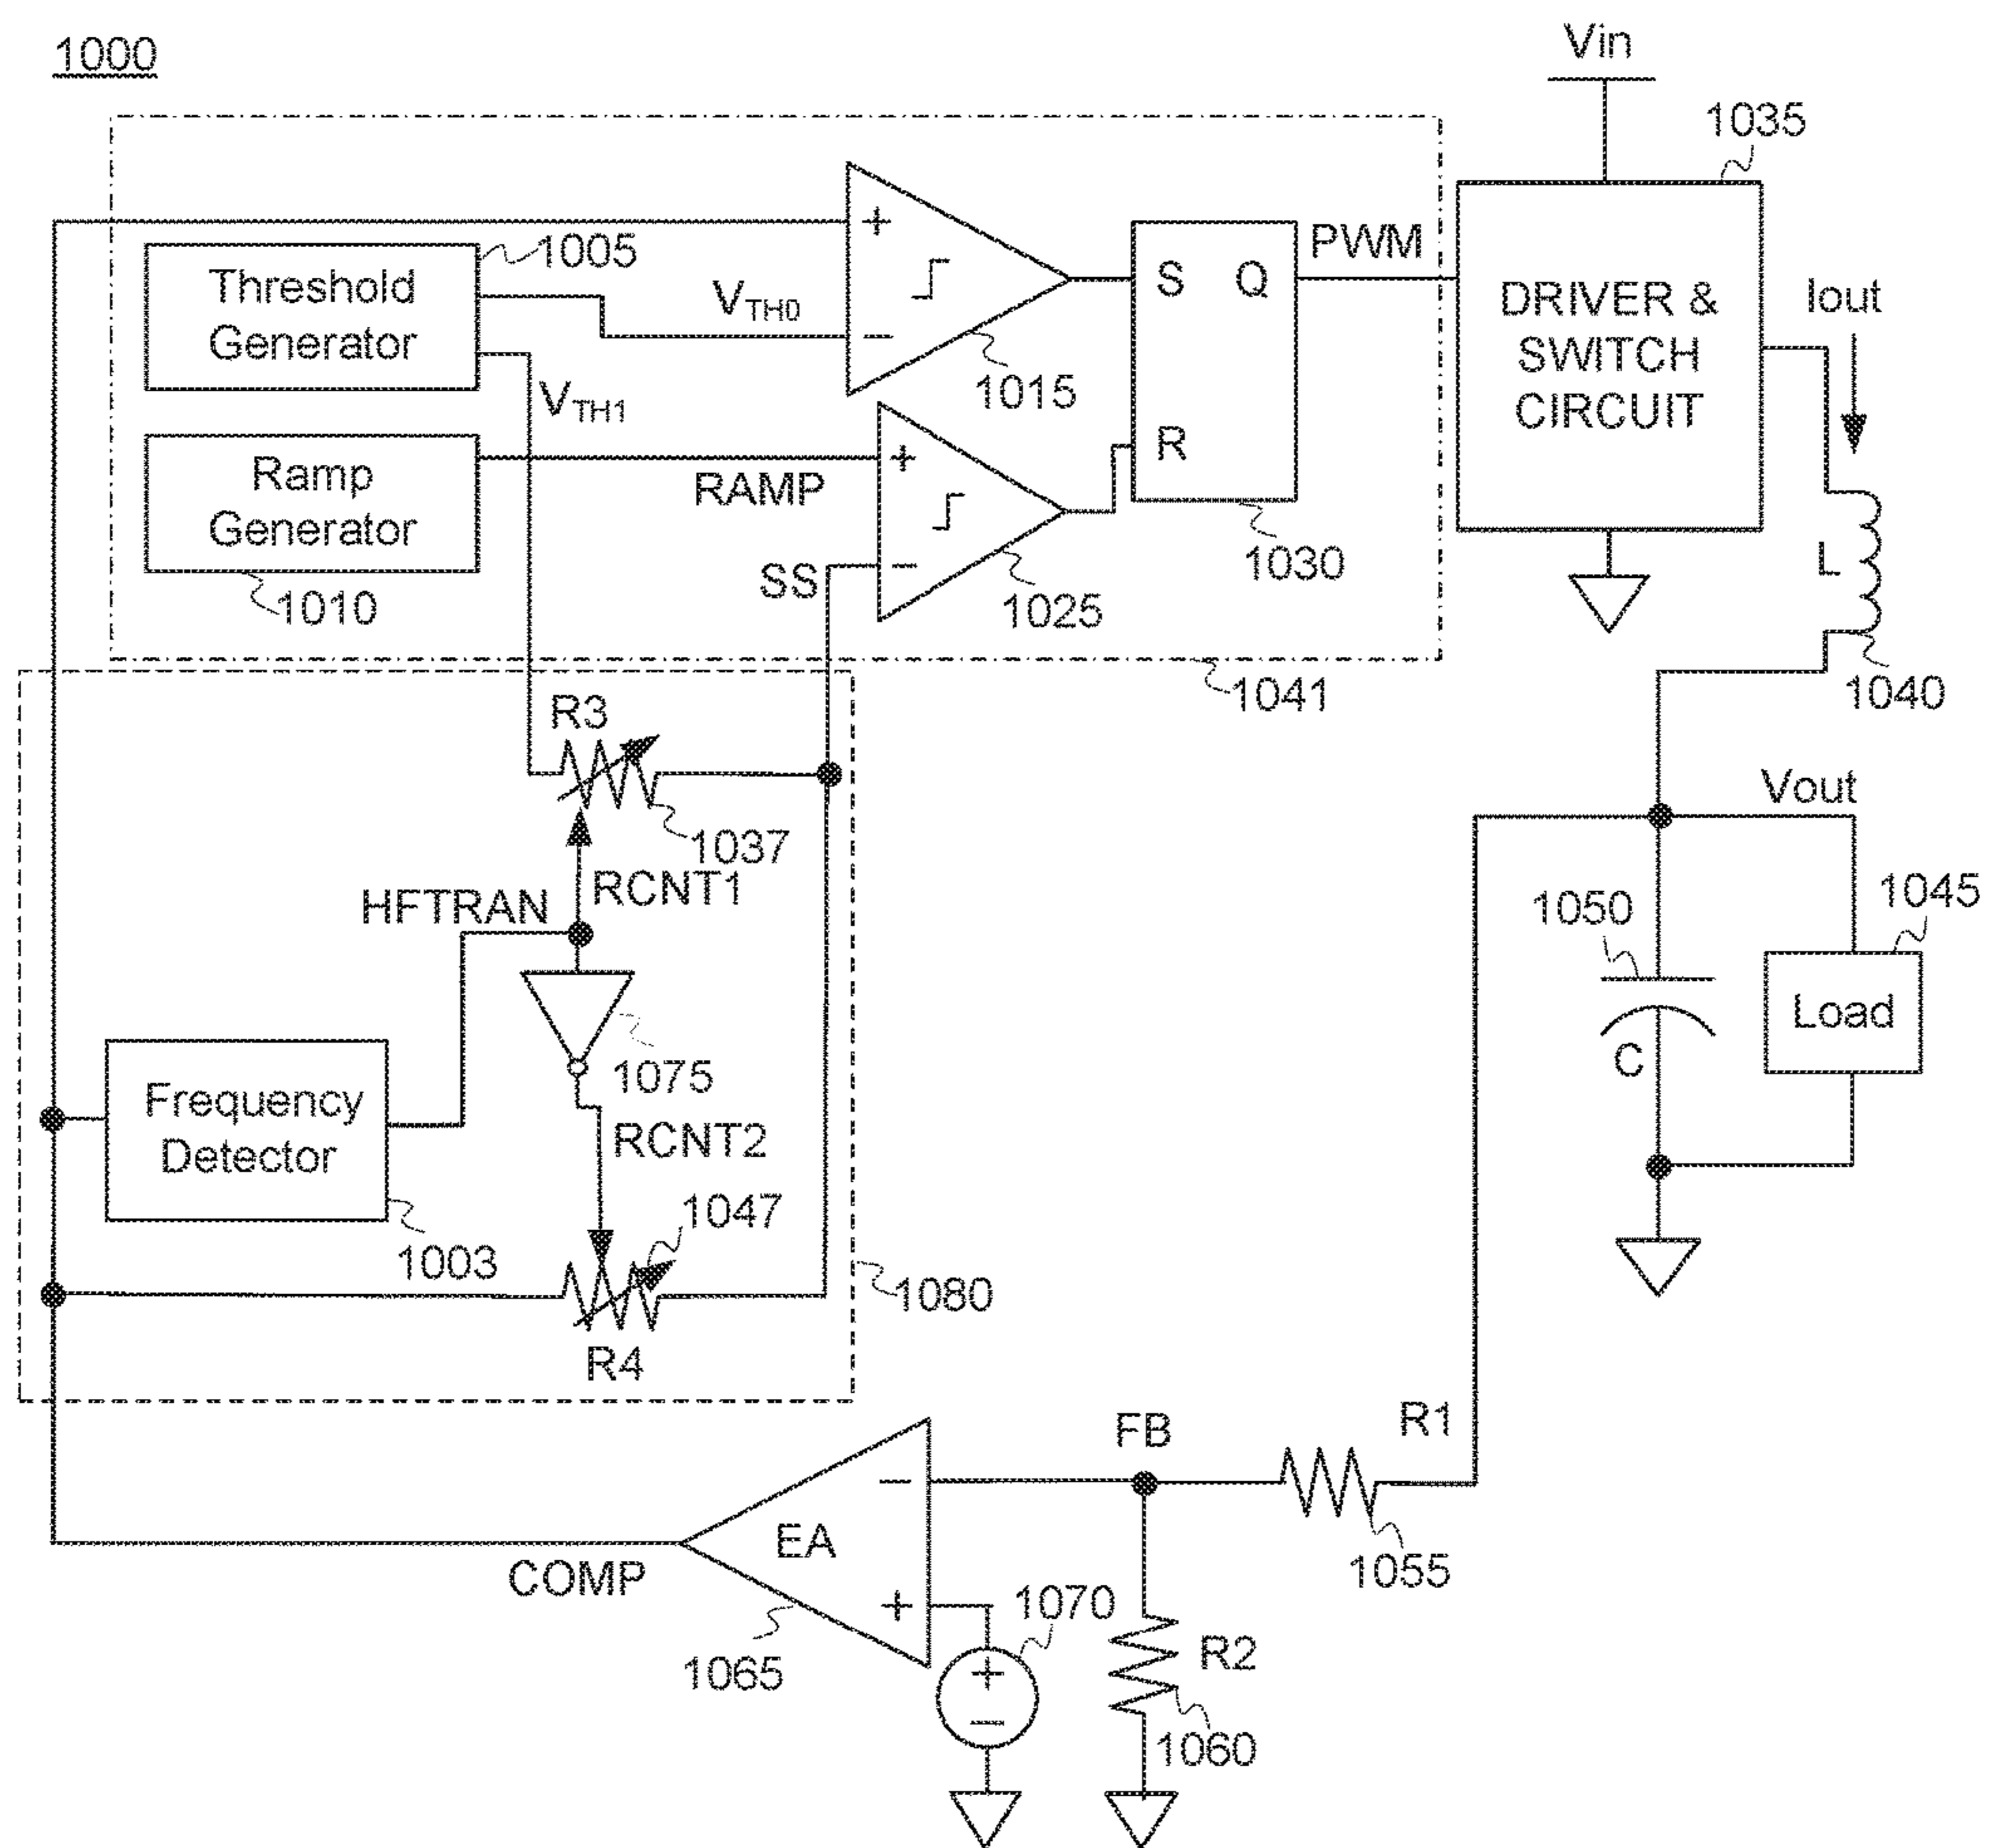 1000
Vin
1035
+
1005
Threshold
Generator
VTH0
−
1015
S Q
R
PWM
DRIVER &
SWITCH
CIRCUIT
Iout
VTH1
Ramp
Generator
1010
RAMP
+
SS
−
1025
1030
L
1040
1041
R3
1037
RCNT1
HFTRAN
Vout
1050
1045
Load
C
1075
Frequency
Detector
1003
RCNT2
1047
R4
1080
R1
FB
1055
−
EA
+
COMP
1065
1070
+
−
R2
1060